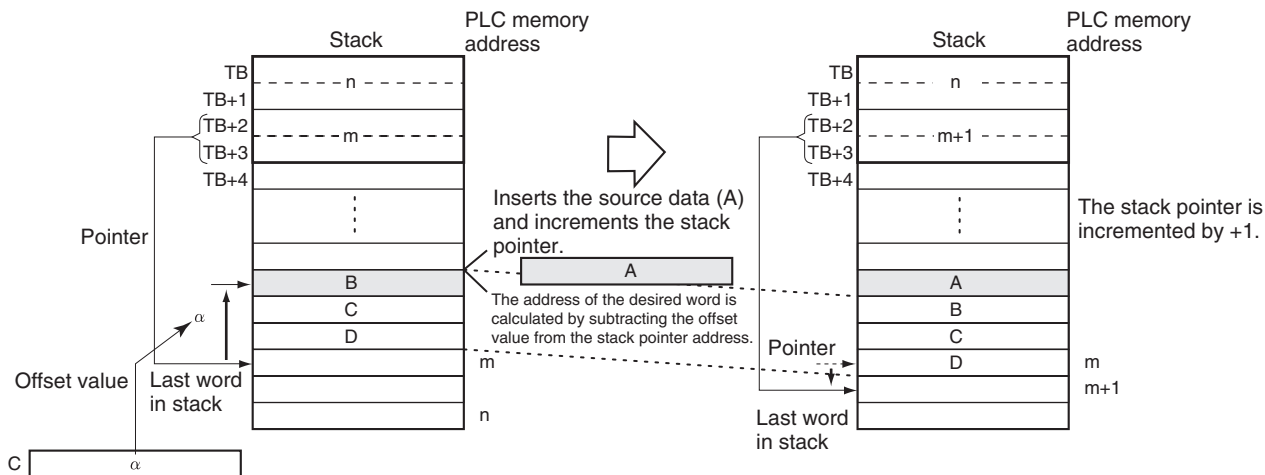 Stack
PLC memory
address
TB
TB+1
TB+2
TB+3
TB+4
n
m
Pointer
B
C
D
α
Offset value
Last word
in stack
m
n
C
α
Inserts the source data (A)
and increments the stack
pointer.
A
The address of the desired word is
calculated by subtracting the offset
value from the stack pointer address.
Stack
PLC memory
address
TB
TB+1
TB+2
TB+3
TB+4
n
m+1
The stack pointer is
incremented by +1.
A
B
C
D
Pointer
m
m+1
Last word
in stack